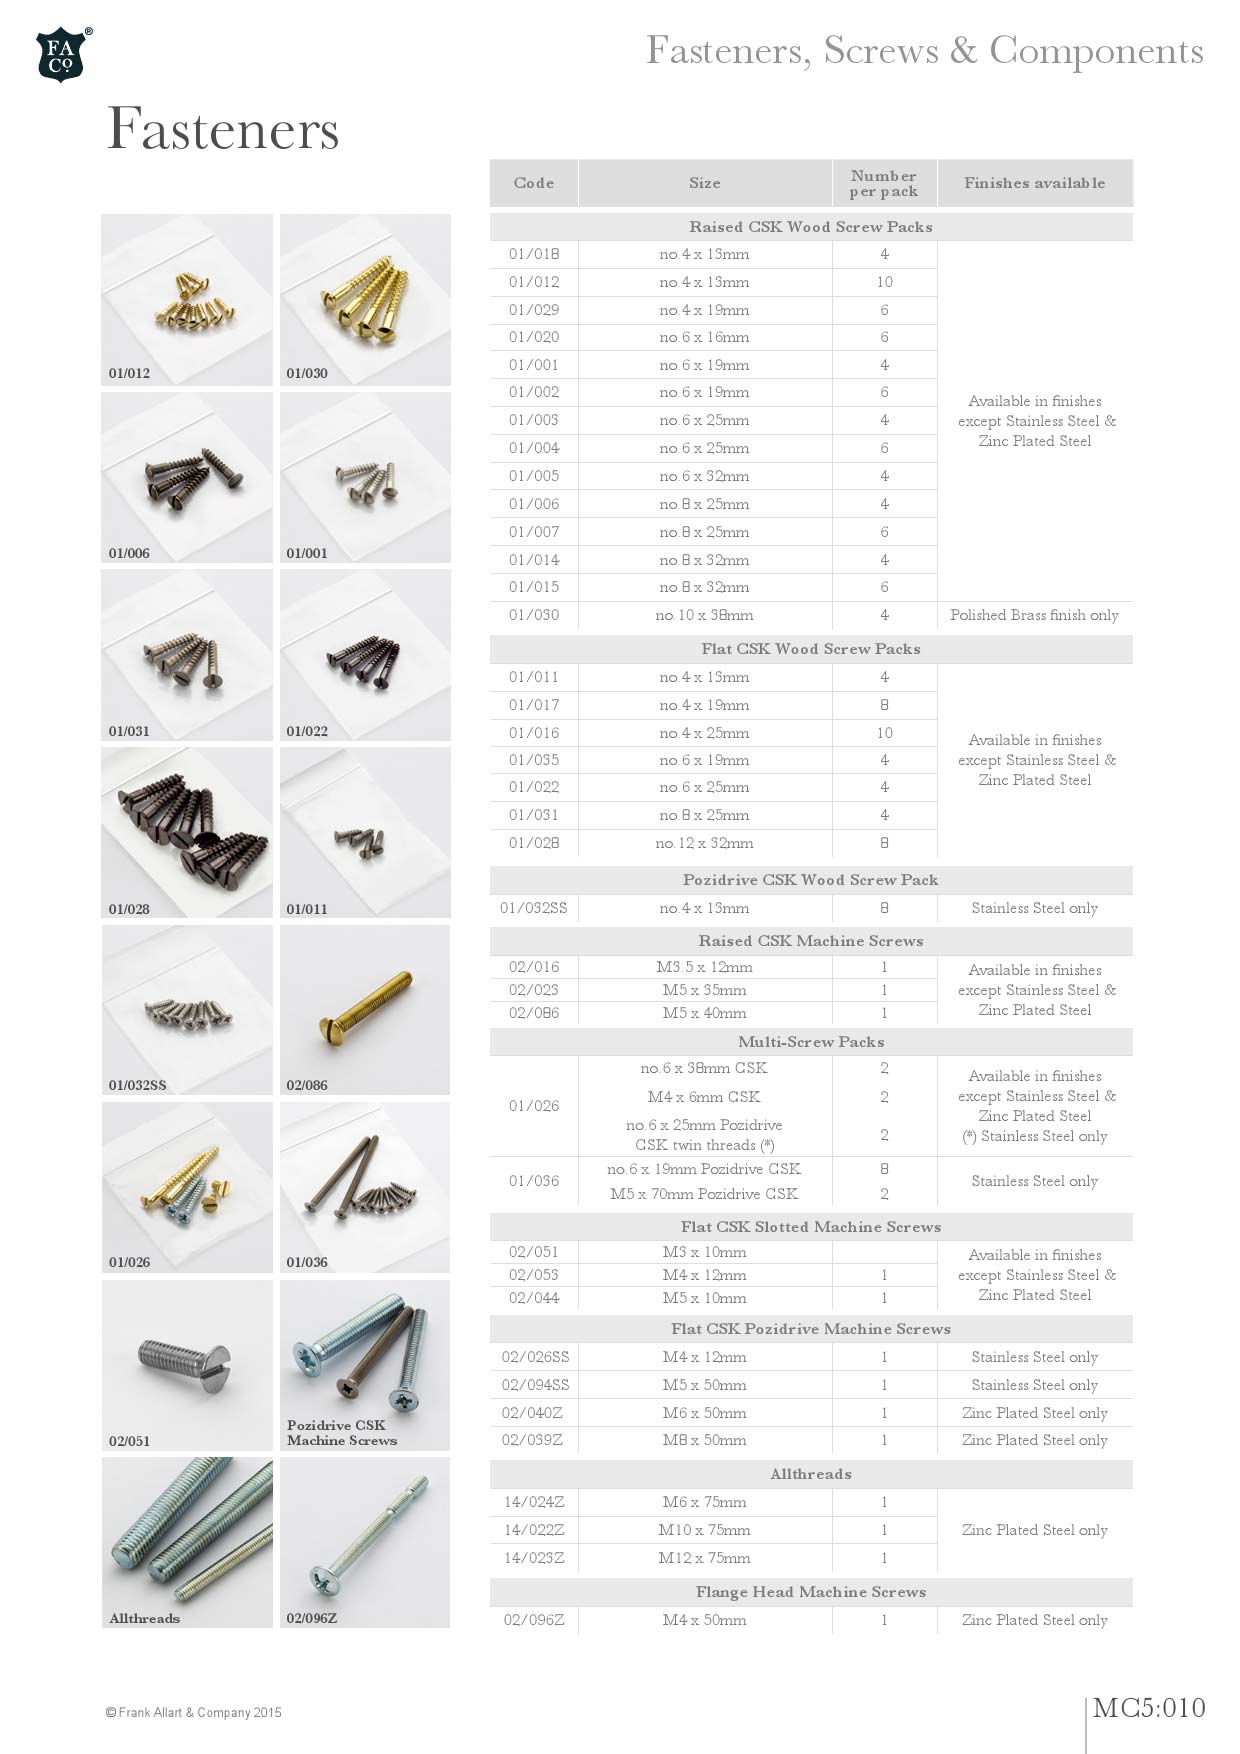 FA
Co.
®
Fasteners, Screws & Components
Fasteners
01/012
01/030
01/006
01/001
01/031
01/022
01/028
01/011
01/032SS
02/086
01/026
01/036
02/051
Pozidrive CSK
Machine Screws
Allthreads
02/096Z
Code Size Number per pack Finishes available
Raised CSK Wood Screw Packs
01/018 no.4 x 13mm 4
01/012 no.4 x 13mm 10
01/029 no.4 x 19mm 6
01/020 no.6 x 16mm 6
01/001 no.6 x 19mm 4
01/002 no.6 x 19mm 6
01/003 no.6 x 25mm 4
01/004 no.6 x 25mm 6
01/005 no.6 x 32mm 4
01/006 no.8 x 25mm 4
01/007 no.8 x 25mm 6
01/014 no.8 x 32mm 4
01/015 no.8 x 32mm 6
Available in finishes
except Stainless Steel &
Zinc Plated Steel
01/030 no.10 x 38mm 4 Polished Brass finish only
Flat CSK Wood Screw Packs
01/011 no.4 x 13mm 4
01/017 no.4 x 19mm 8
01/016 no.4 x 25mm 10
01/035 no.6 x 19mm 4
01/022 no.6 x 25mm 4
01/031 no.8 x 25mm 4
01/028 no.12 x 32mm 8
Available in finishes
except Stainless Steel &
Zinc Plated Steel
Pozidrive CSK Wood Screw Pack
01/032SS no.4 x 13mm 8 Stainless Steel only
Raised CSK Machine Screws
02/016 M3.5 x 12mm 1
02/023 M5 x 35mm 1
02/086 M5 x 40mm 1
Available in finishes
except Stainless Steel &
Zinc Plated Steel
Multi-Screw Packs
01/026
no.6 x 38mm CSK 2
M4 x 6mm CSK 2
no.6 x 25mm Pozidrive
CSK twin threads (*) 2
Available in finishes
except Stainless Steel &
Zinc Plated Steel
(*) Stainless Steel only
01/036
no.6 x 19mm Pozidrive CSK 8
M5 x 70mm Pozidrive CSK 2
Stainless Steel only
Flat CSK Slotted Machine Screws
02/051 M3 x 10mm
02/053 M4 x 12mm 1
02/044 M5 x 10mm 1
Available in finishes
except Stainless Steel &
Zinc Plated Steel
Flat CSK Pozidrive Machine Screws
02/026SS M4 x 12mm 1 Stainless Steel only
02/094SS M5 x 50mm 1 Stainless Steel only
02/040Z M6 x 50mm 1 Zinc Plated Steel only
02/039Z M8 x 50mm 1 Zinc Plated Steel only
Allthreads
14/024Z M6 x 75mm 1
14/022Z M10 x 75mm 1
14/023Z M12 x 75mm 1
Zinc Plated Steel only
Flange Head Machine Screws
02/096Z M4 x 50mm 1 Zinc Plated Steel only
© Frank Allart & Company 2015
MC5:010